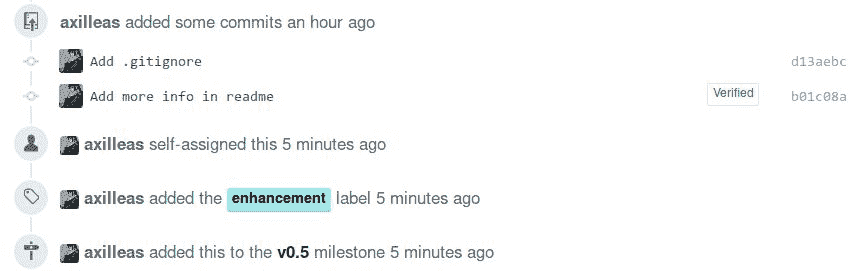 axilleas added some commits an hour ago
Add .gitignore d13aebc
Add more info in readme Verified b01c08a
axilleas self-assigned this 5 minutes ago
axilleas added the enhancement label 5 minutes ago
axilleas added this to the v0.5 milestone 5 minutes ago